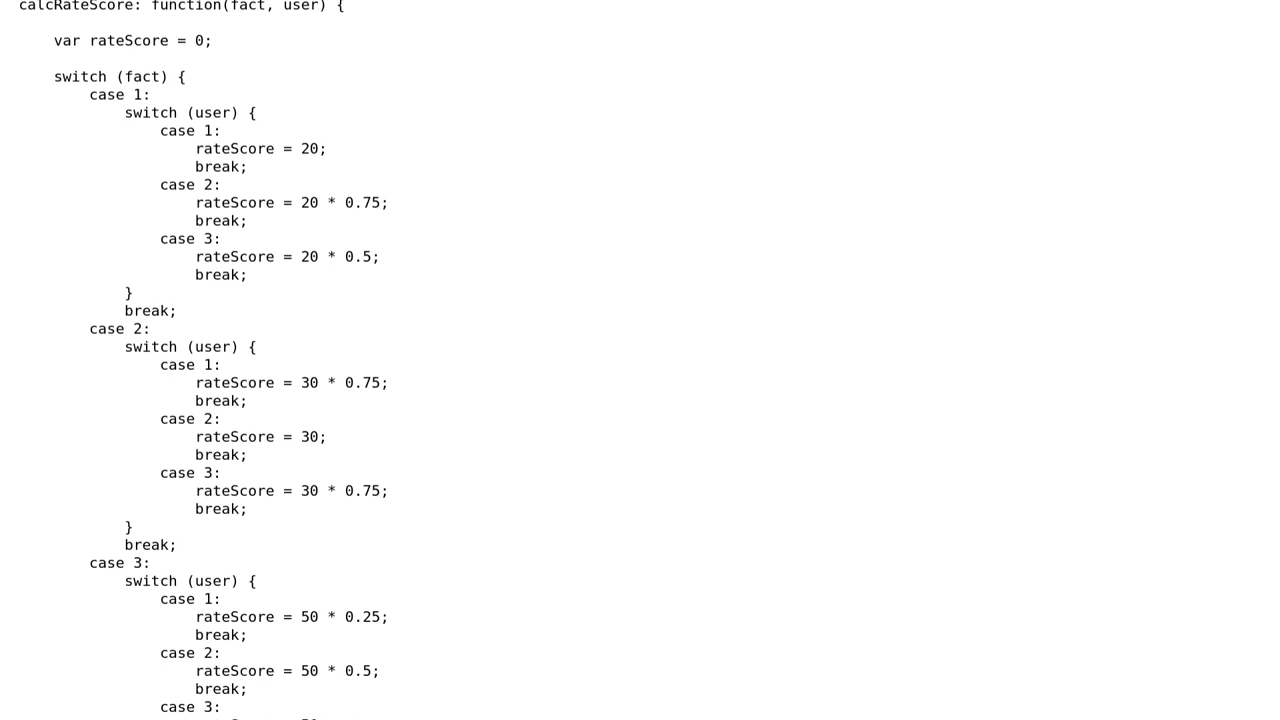 calcRateScore: function(fact, user) {
var rateScore = 0;
switch (fact) {
case 1:
switch (user) {
case 1:
rateScore = 20;
break;
case 2:
rateScore = 20 * 0.75;
break;
case 3:
rateScore = 20 * 0.5;
break;
}
break;
case 2:
switch (user) {
case 1:
rateScore = 30 * 0.75;
break;
case 2:
rateScore = 30;
break;
case 3:
rateScore = 30 * 0.75;
break;
}
break;
case 3:
switch (user) {
case 1:
rateScore = 50 * 0.25;
break;
case 2:
rateScore = 50 * 0.5;
break;
case 3: